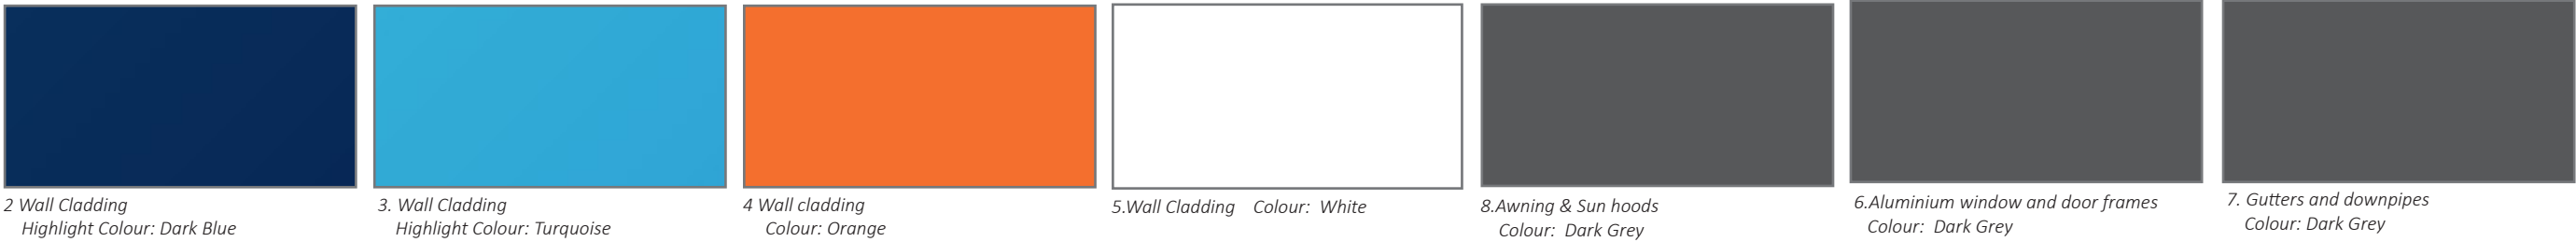 2 Wall Cladding
Highlight Colour: Dark Blue
3. Wall Cladding
Highlight Colour: Turquoise
4 Wall cladding
Colour: Orange
5.Wall Cladding Colour: White
8.Awning & Sun hoods
Colour: Dark Grey
6.Aluminium window and door frames
Colour: Dark Grey
7. Gutters and downpipes
Colour: Dark Grey